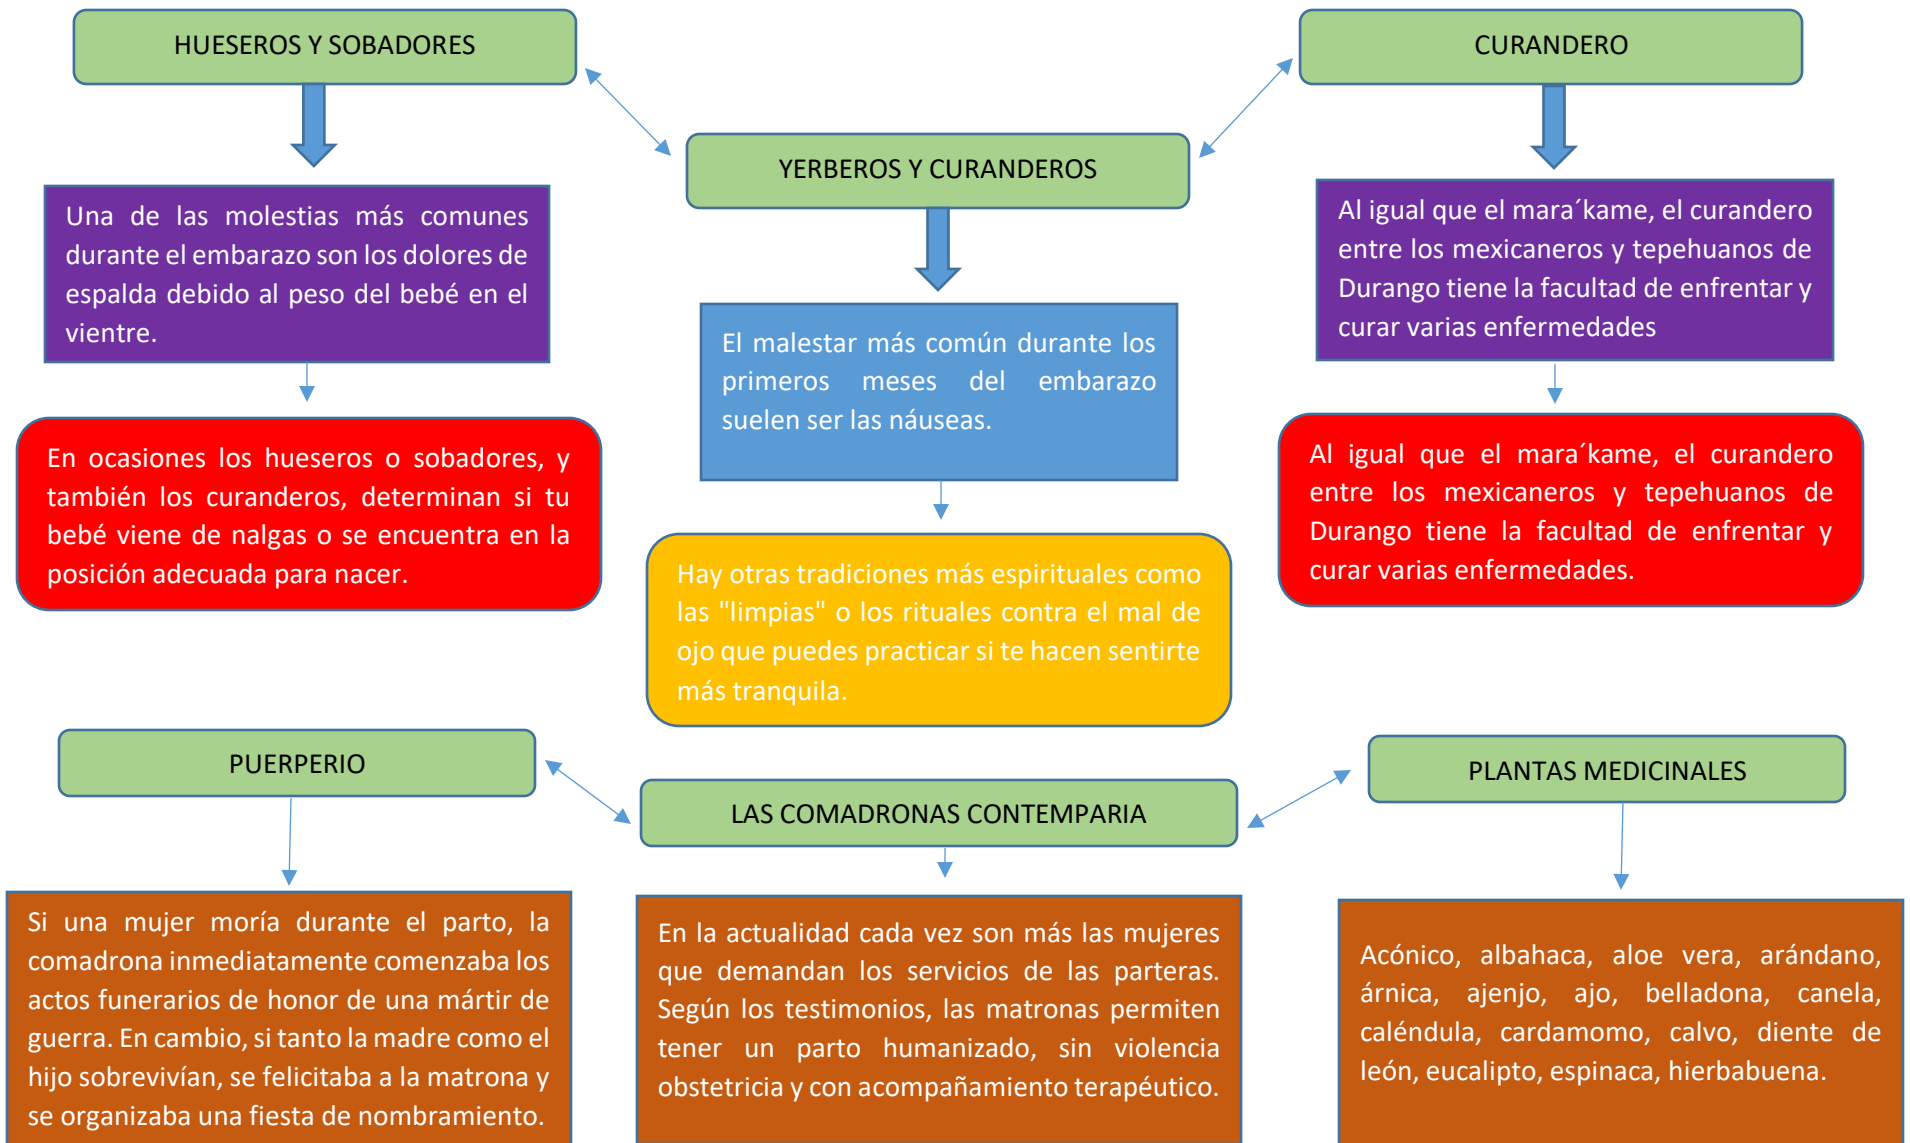 HUESEROS Y SOBADORES
Una de las molestias más comunes
durante el embarazo son los dolores de
espalda debido al peso del bebé en el
vientre.
En ocasiones los hueseros o sobadores, y
también los curanderos, determinan si tu
bebé viene de nalgas o se encuentra en la
posición adecuada para nacer.
YERBEROS Y CURANDEROS
El malestar más común durante los
primeros meses del embarazo
suelen ser las náuseas.
Hay otras tradiciones más espirituales como
las "limpias" o los rituales contra el mal de
ojo que puedes practicar si te hacen sentirte
más tranquila.
CURANDERO
Al igual que el mara´kame, el curandero
entre los mexicaneros y tepehuanos de
Durango tiene la facultad de enfrentar y
curar varias enfermedades
Al igual que el mara´kame, el curandero
entre los mexicaneros y tepehuanos de
Durango tiene la facultad de enfrentar y
curar varias enfermedades.
PUERPERIO
Si una mujer moría durante el parto, la
comadrona inmediatamente comenzaba los
actos funerarios de honor de una mártir de
guerra. En cambio, si tanto la madre como el
hijo sobrevivían, se felicitaba a la matrona y
se organizaba una fiesta de nombramiento.
LAS COMADRONAS CONTEMPARIA
En la actualidad cada vez son más las mujeres
que demandan los servicios de las parteras.
Según los testimonios, las matronas permiten
tener un parto humanizado, sin violencia
obstetricia y con acompañamiento terapéutico.
PLANTAS MEDICINALES
Acónico, albahaca, aloe vera, arándano,
árnica, ajenjo, ajo, belladona, canela,
caléndula, cardamomo, calvo, diente de
león, eucalipto, espinaca, hierbabuena.